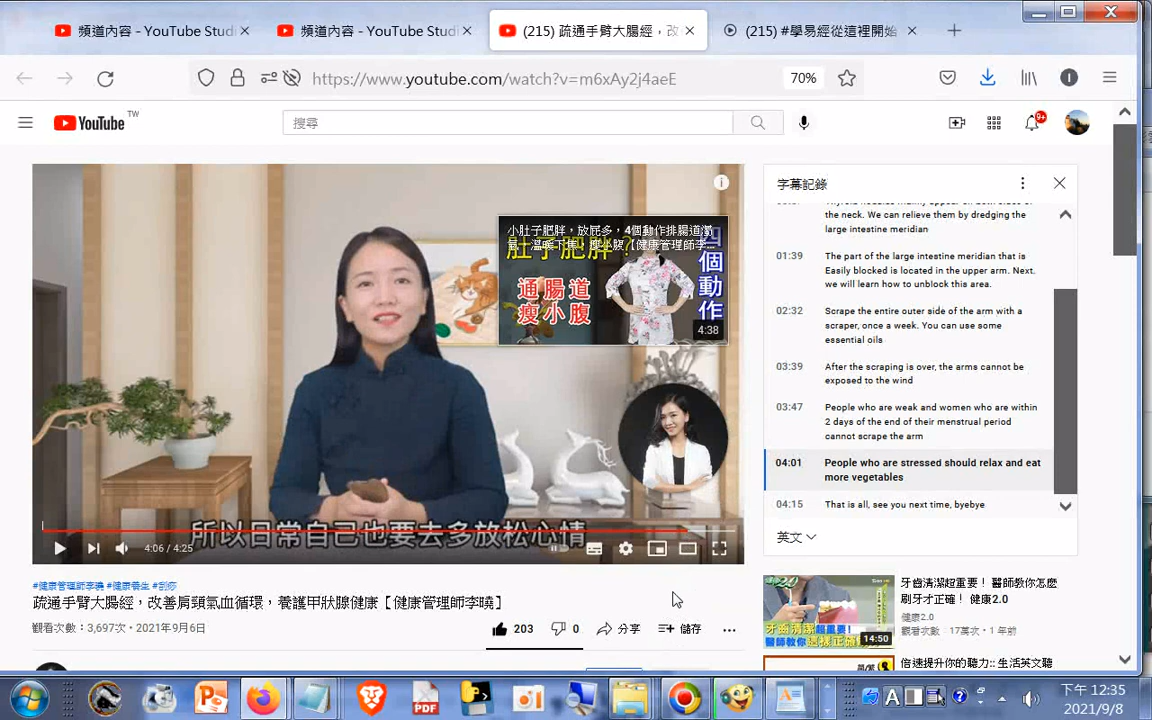 頻道內容 - YouTube Studi
頻道內容 - YouTube Studi
(215) 疏通手臂大腸經，改
(215) #學易經從這裡開始
https://www.youtube.com/watch?v=m6xAy2j4aeE
70%
YouTube TW
搜尋
9+
小肚子肥胖，放屁多，4個動作排腸道濁
肚子肥胖？
四個動作
通腸道
瘦小腹
4:38
所以日常自己也要去多放松心情
4:06 / 4:25
字幕記錄
the neck. We can relieve them by dredging the
large intestine meridian
01:39
The part of the large intestine meridian that is
Easily blocked is located in the upper arm. Next.
we will learn how to unblock this area.
02:32
Scrape the entire outer side of the arm with a
scraper, once a week. You can use some
essential oils
03:39
After the scraping is over, the arms cannot be
exposed to the wind
03:47
People who are weak and women who are within
2 days of the end of their menstrual period
cannot scrape the arm
04:01
People who are stressed should relax and eat
more vegetables
04:15
That is all, see you next time, byebye
英文
#健康管理師李曉 #健康養生 #刮痧
疏通手臂大腸經，改善肩頸氣血循環，養護甲狀腺健康【健康管理師李曉】
觀看次數：3,697次 • 2021年9月6日
203
0
分享
儲存
牙齒清潔超重要！
醫師教你
14:50
牙齒清潔超重要！ 醫師教你怎麼
刷牙才正確！ 健康2.0
健康2.0
觀看次數：17萬次 • 1 年前
倍速提升你的聽力:: 生活英文聽
PDF
下午 12:35
2021/9/8